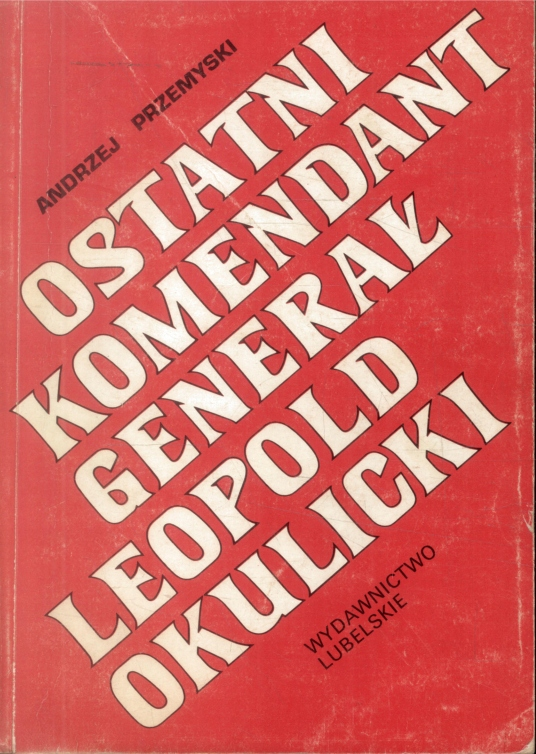 ANDRZEJ PRZEMYSKI
OSTATNI
KOMENDANT
GENERAŁ
LEOPOLD
OKULICKI
WYDAWNICTWO
LUBELSKIE